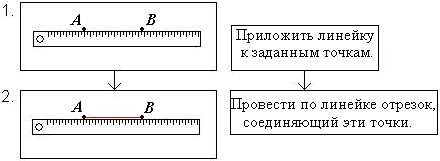 1.
A B
Приложить линейку
к заданным точкам.
2.
A B
Провести по линейке отрезок,
соединяющий эти точки.